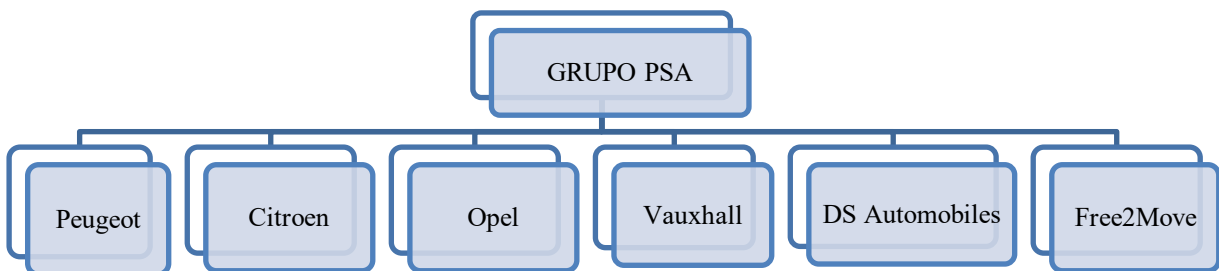 GRUPO PSA
Peugeot
Citroen
Opel
Vauxhall
DS Automobiles
Free2Move